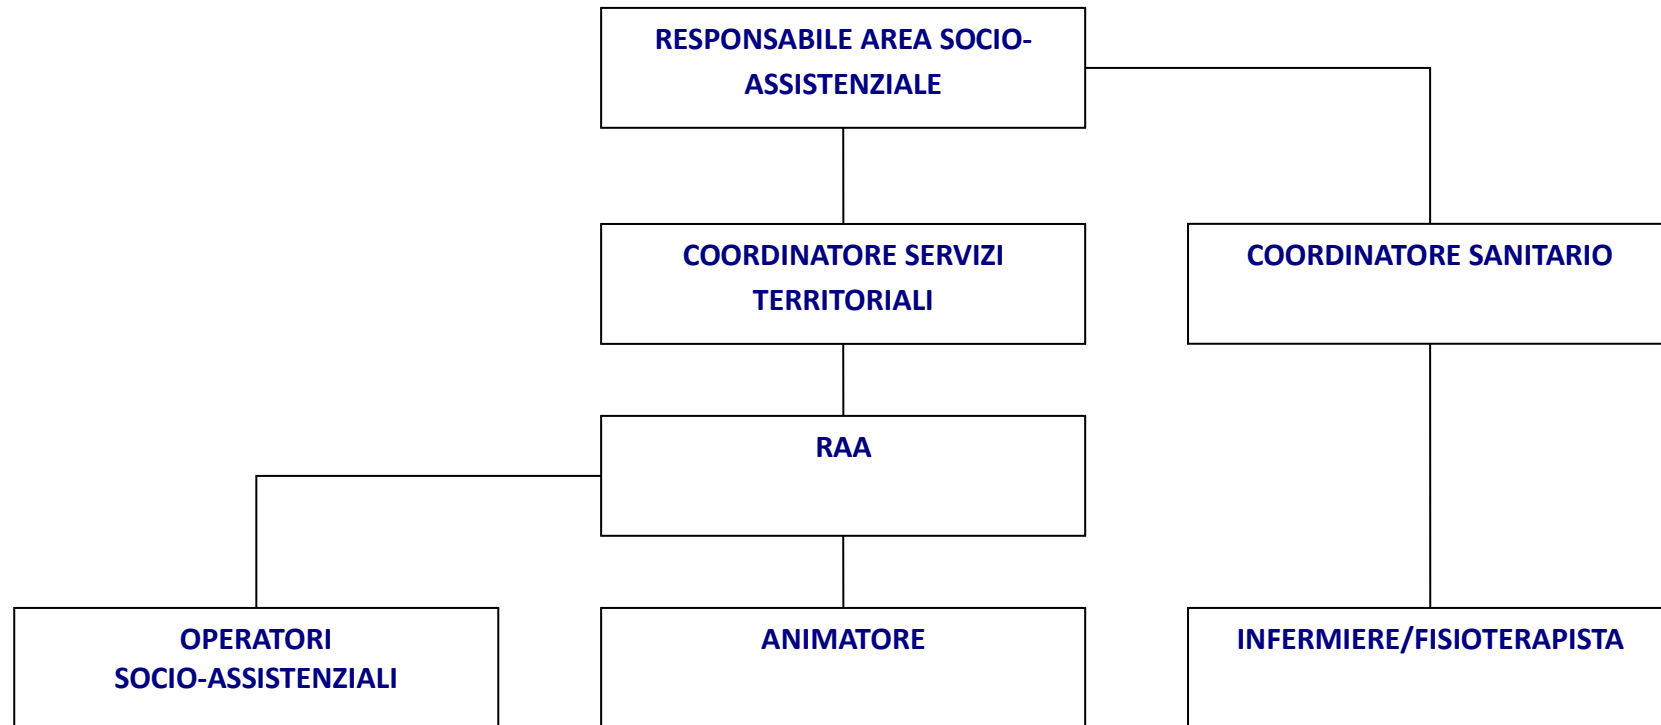 RESPONSABILE AREA SOCIO-
ASSISTENZIALE
COORDINATORE SERVIZI
TERRITORIALI
COORDINATORE SANITARIO
RAA
OPERATORI
SOCIO-ASSISTENZIALI
ANIMATORE
INFERMIERE/FISIOTERAPISTA